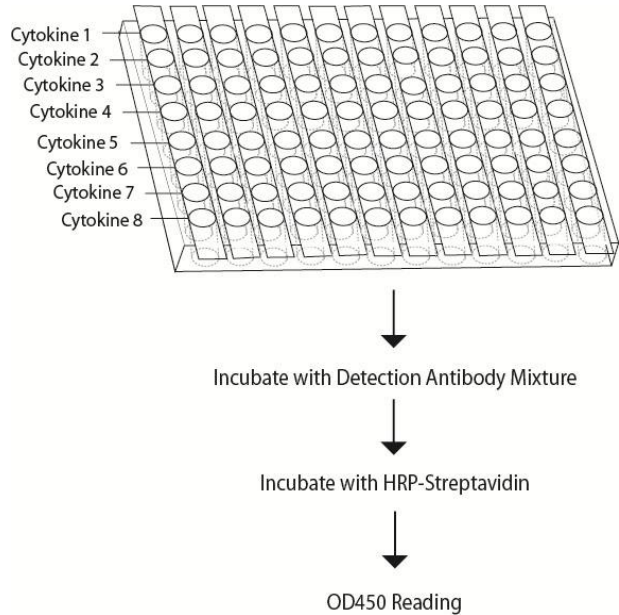 Cytokine 1
Cytokine 2
Cytokine 3
Cytokine 4
Cytokine 5
Cytokine 6
Cytokine 7
Cytokine 8
Incubate with Detection Antibody Mixture
Incubate with HRP-Streptavidin
OD450 Reading